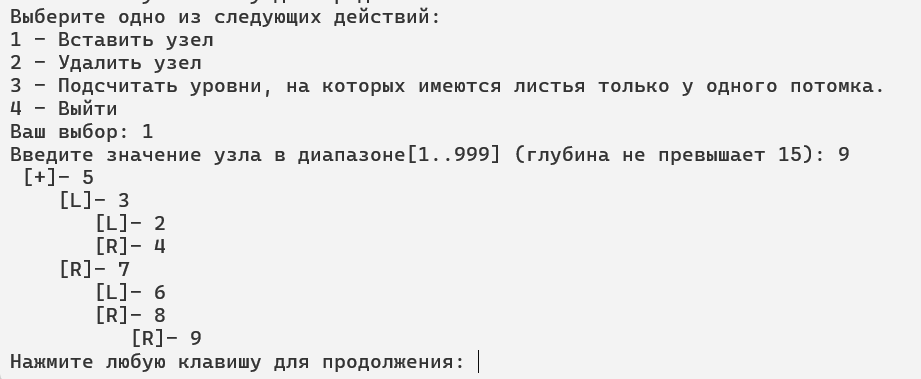 Выберите одно из следующих действий:
1 – Вставить узел
2 – Удалить узел
3 – Подсчитать уровни, на которых имеются листья только у одного потомка.
4 – Выйти
Ваш выбор: 1
Введите значение узла в диапазоне[1..999] (глубина не превышает 15): 9
[+]– 5
[L]– 3
[L]– 2
[R]– 4
[R]– 7
[L]– 6
[R]– 8
[R]– 9
Нажмите любую клавишу для продолжения: